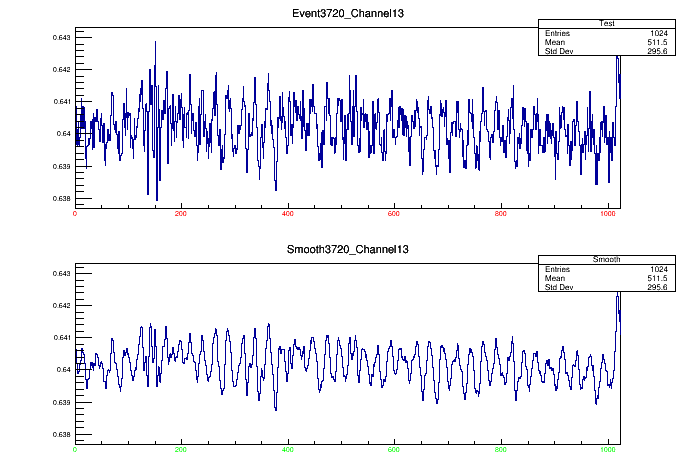 Event3720_Channel13
Test
Entries 1024
Mean 511.5
Std Dev 295.6
0.643
0.642
0.641
0.64
0.639
0.638
0 200 400 600 800 1000
Smooth3720_Channel13
Smooth
Entries 1024
Mean 511.5
Std Dev 295.6
0.643
0.642
0.641
0.64
0.639
0.638
0 200 400 600 800 1000